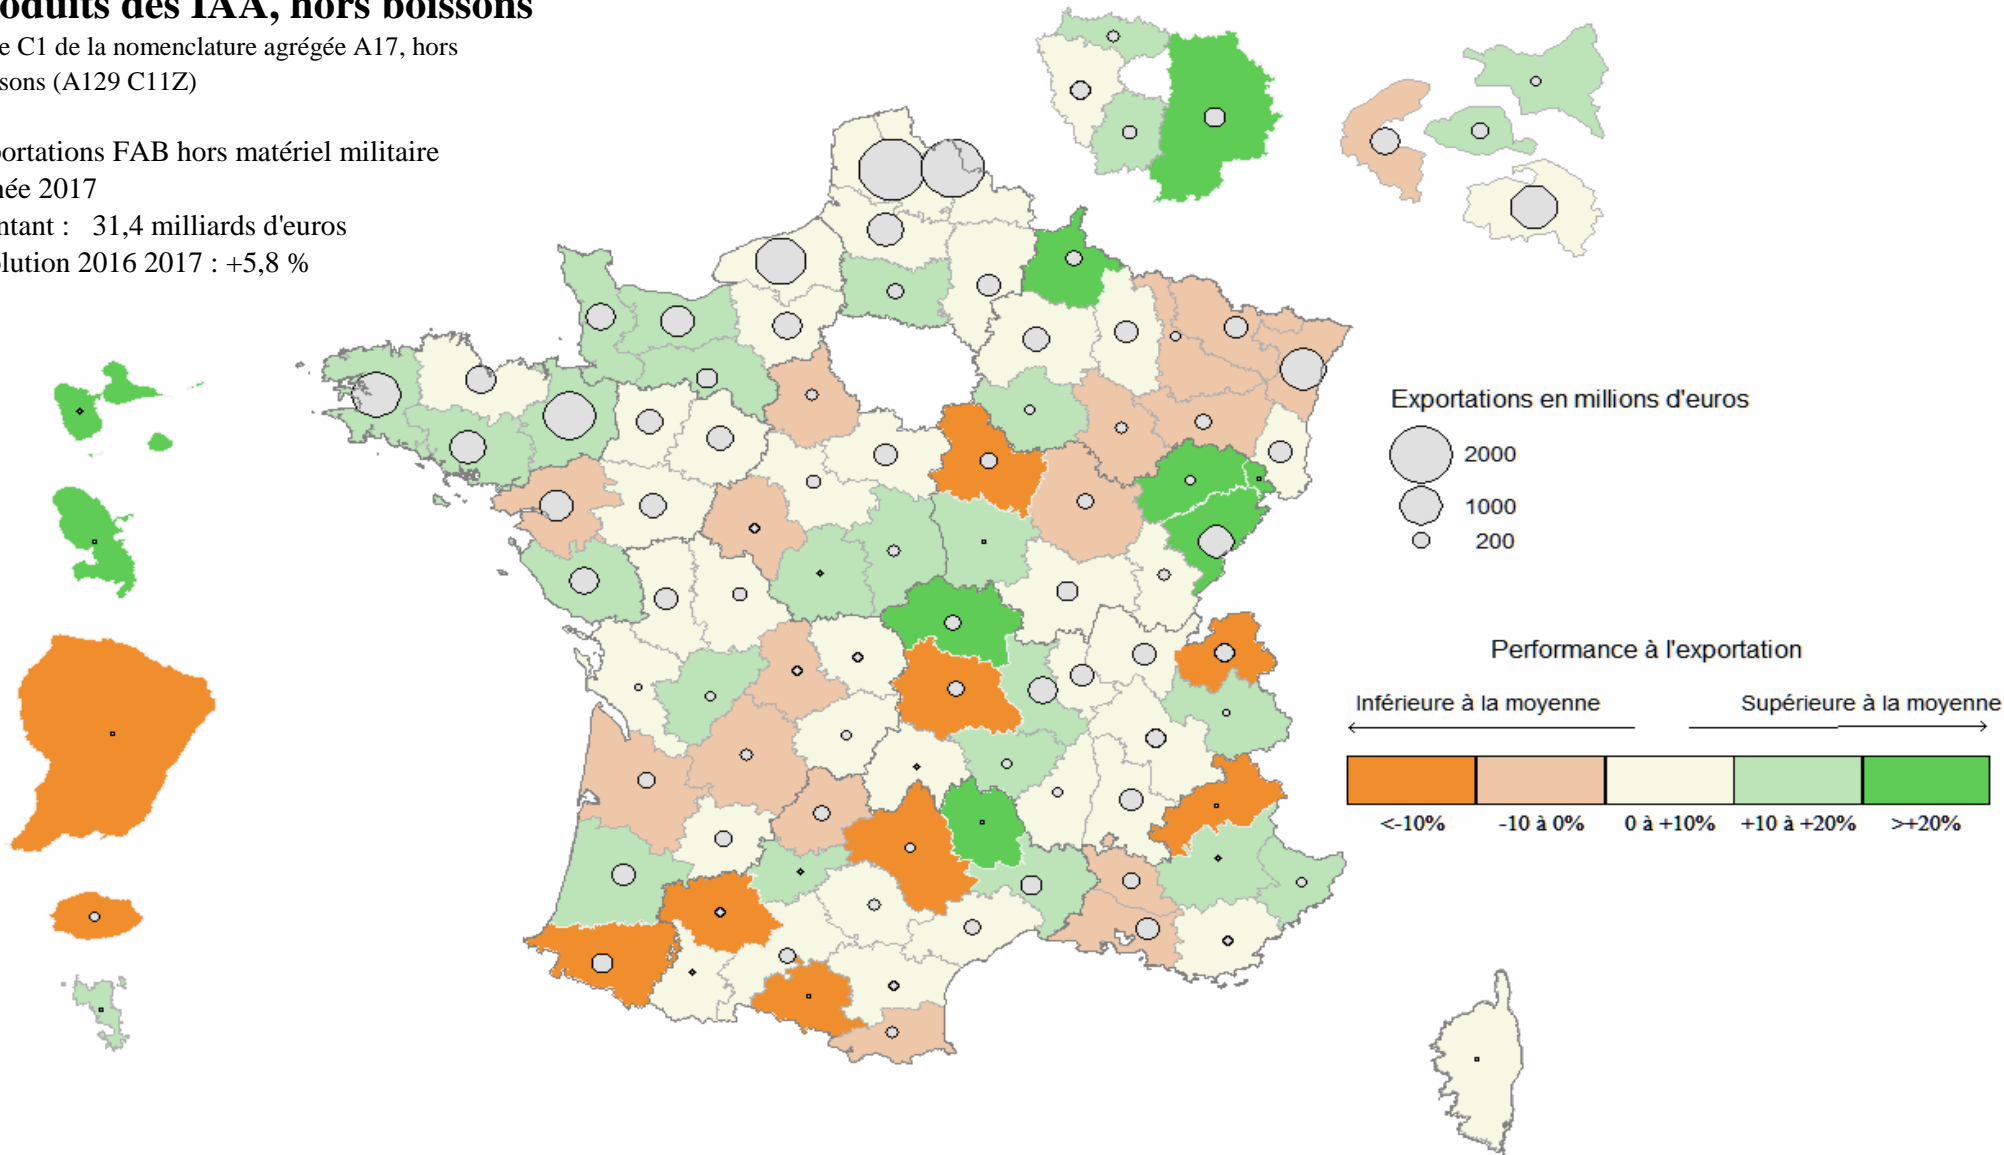 oduits des IAA, hors boissons
e C1 de la nomenclature agrégée A17, hors
sons (A129 C11Z)
portations FAB hors matériel militaire
née 2017
ntant : 31,4 milliards d'euros
lution 2016 2017 : +5,8 %
Exportations en millions d'euros
2000
1000
200
Performance à l'exportation
Inférieure à la moyenne
Supérieure à la moyenne
<-10%
-10 à 0%
0 à +10%
+10 à +20%
>+20%